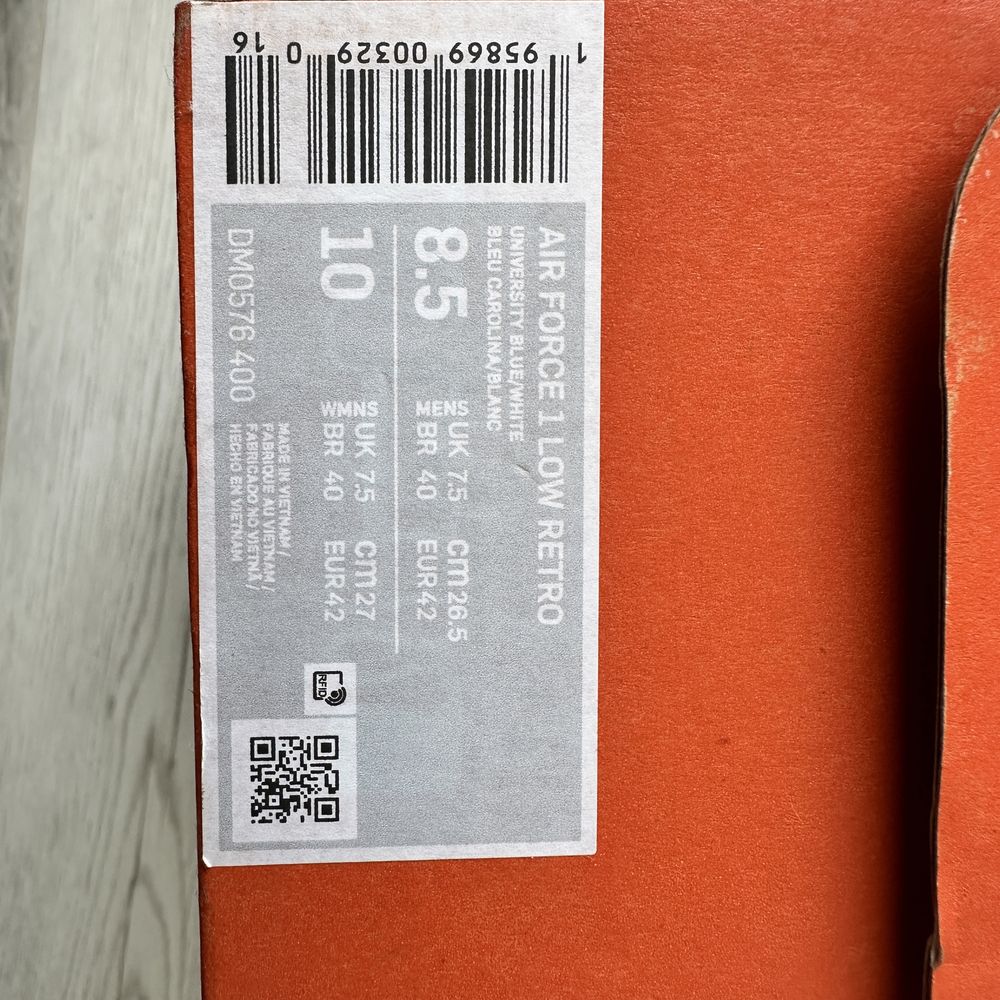 AIR FORCE 1 LOW RETRO
UNIVERSITY BLUE/WHITE
BLEU CAROLINA/BLANC
8.5
MENS
UK 7.5 cm 26.5
BR 40 EUR 42
10
WMNS
UK 7.5 cm 27
BR 40 EUR 42
DM0576 400
MADE IN VIETNAM /
FABRIQUE AU VIETNAM /
FABRICADO NO VIETNÃ /
HECHO EN VIETNAM
RFID
1 95869 00329 0 16